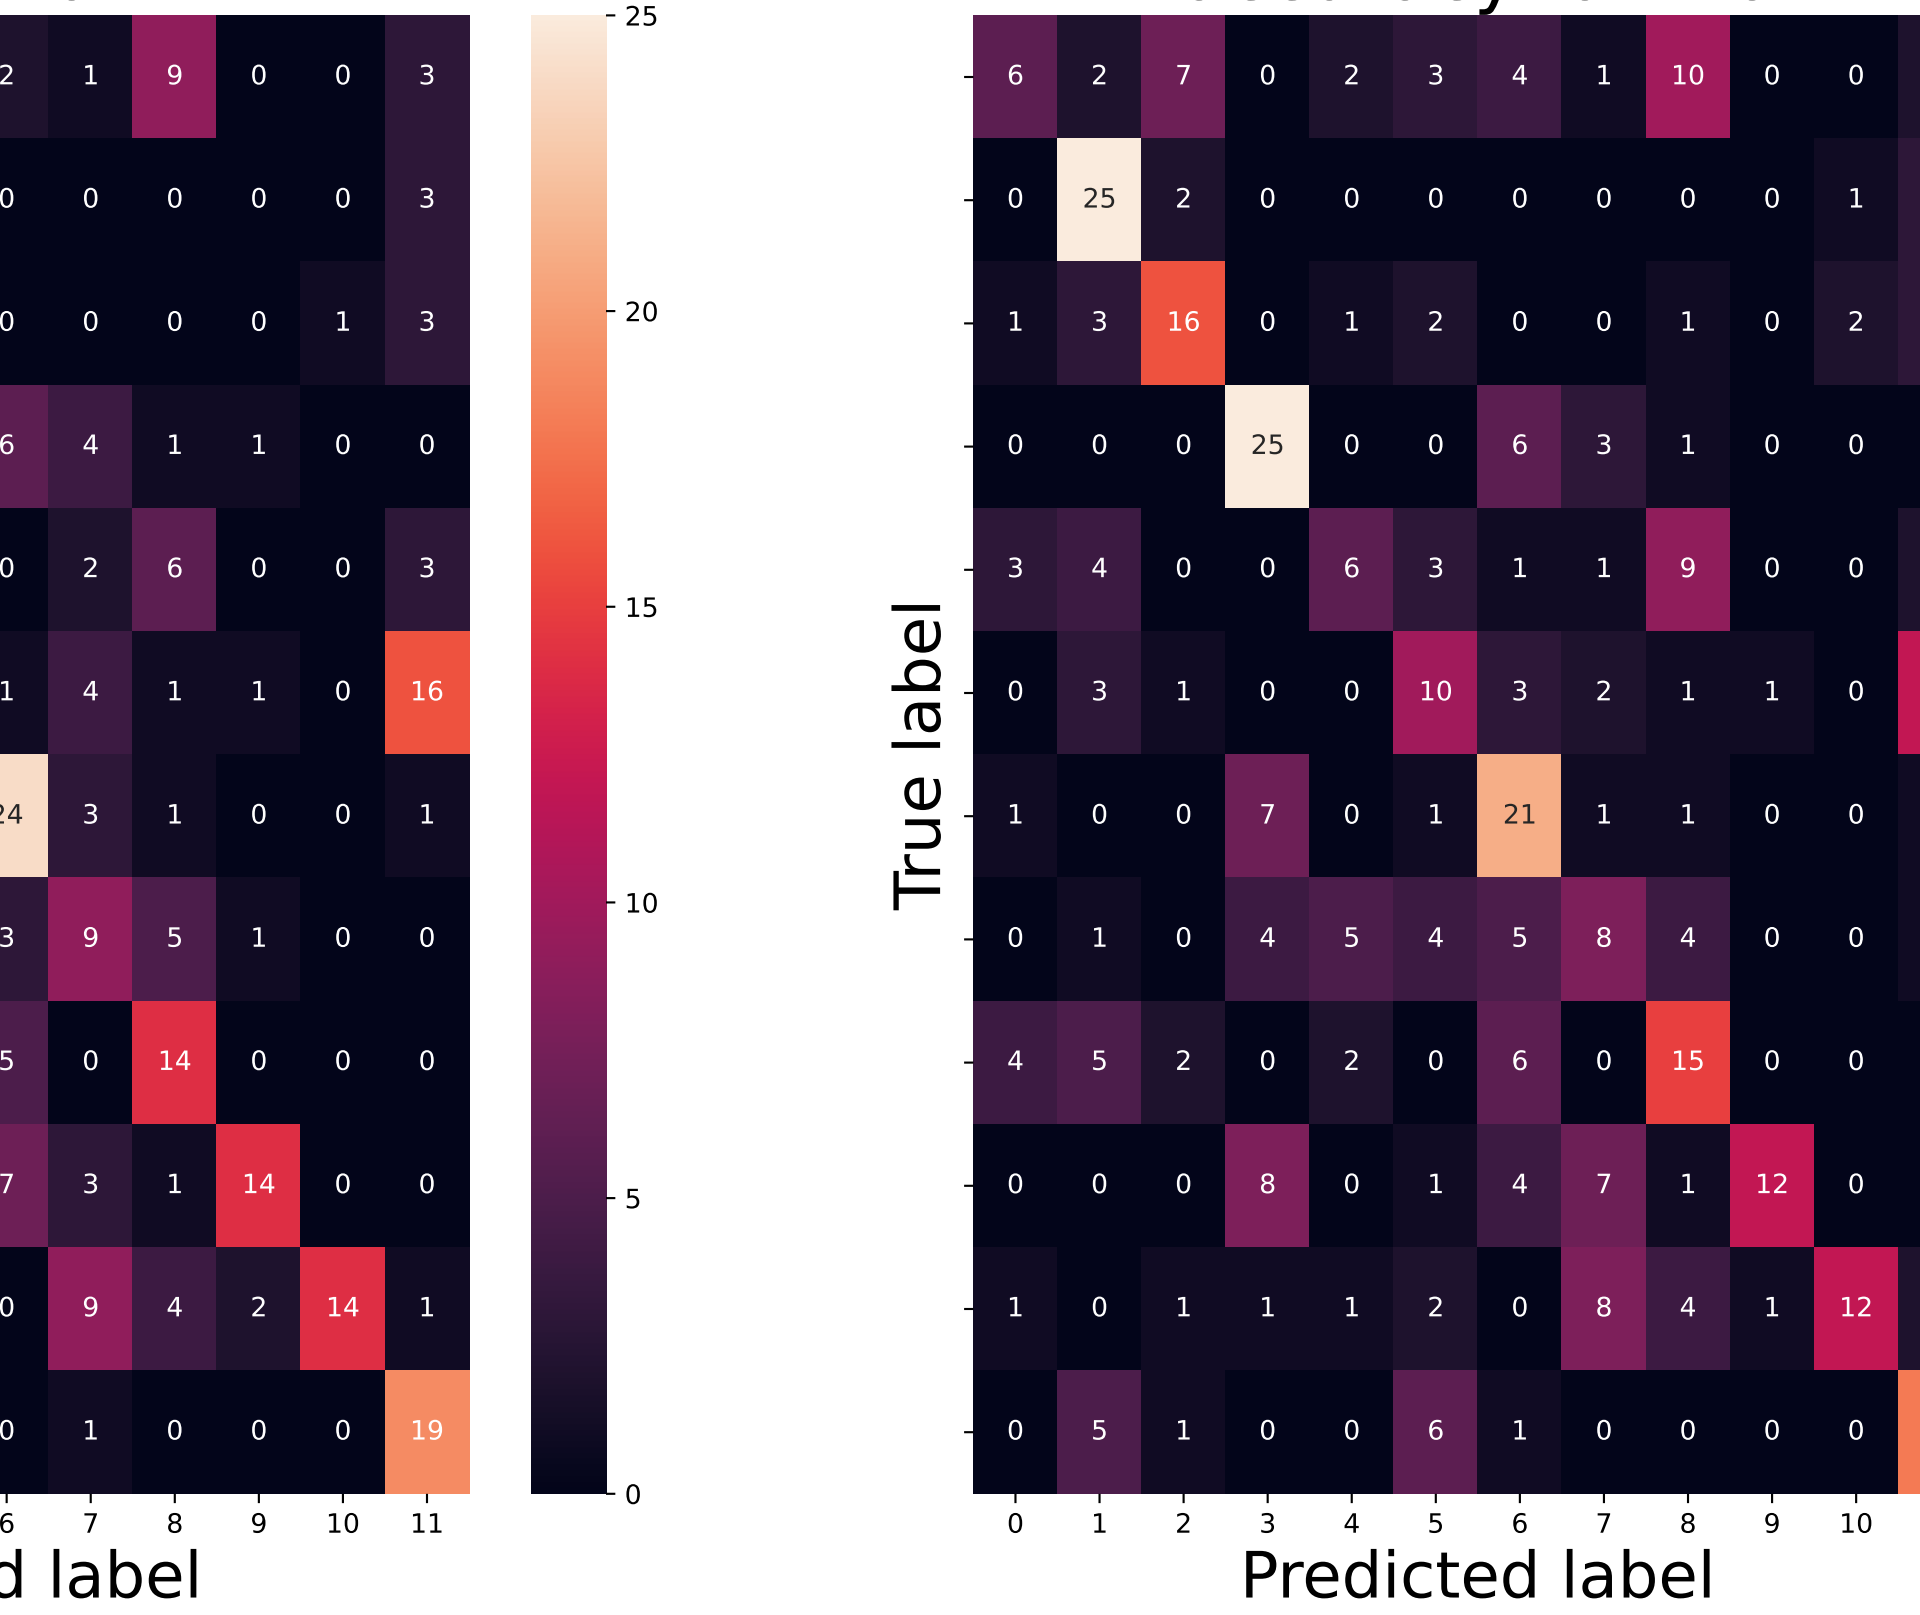 2 1 9 0 0 3
0 0 0 0 0 3
0 0 0 0 1 3
6 4 1 1 0 0
0 2 6 0 0 3
1 4 1 1 0 16
24 3 1 0 0 1
3 9 5 1 0 0
5 0 14 0 0 0
7 3 1 14 0 0
0 9 4 2 14 1
0 1 0 0 0 19
6 7 8 9 10 11
label
25
20
15
10
5
0
True label
6 2 7 0 2 3 4 1 10 0 0
0 25 2 0 0 0 0 0 0 0 1
1 3 16 0 1 2 0 0 1 0 2
0 0 0 25 0 0 6 3 1 0 0
3 4 0 0 6 3 1 1 9 0 0
0 3 1 0 0 10 3 2 1 1 0
1 0 0 7 0 1 21 1 1 0 0
0 1 0 4 5 4 5 8 4 0 0
4 5 2 0 2 0 6 0 15 0 0
0 0 0 8 0 1 4 7 1 12 0
1 0 1 1 1 2 0 8 4 1 12
0 5 1 0 0 6 1 0 0 0 0
0 1 2 3 4 5 6 7 8 9 10
Predicted label